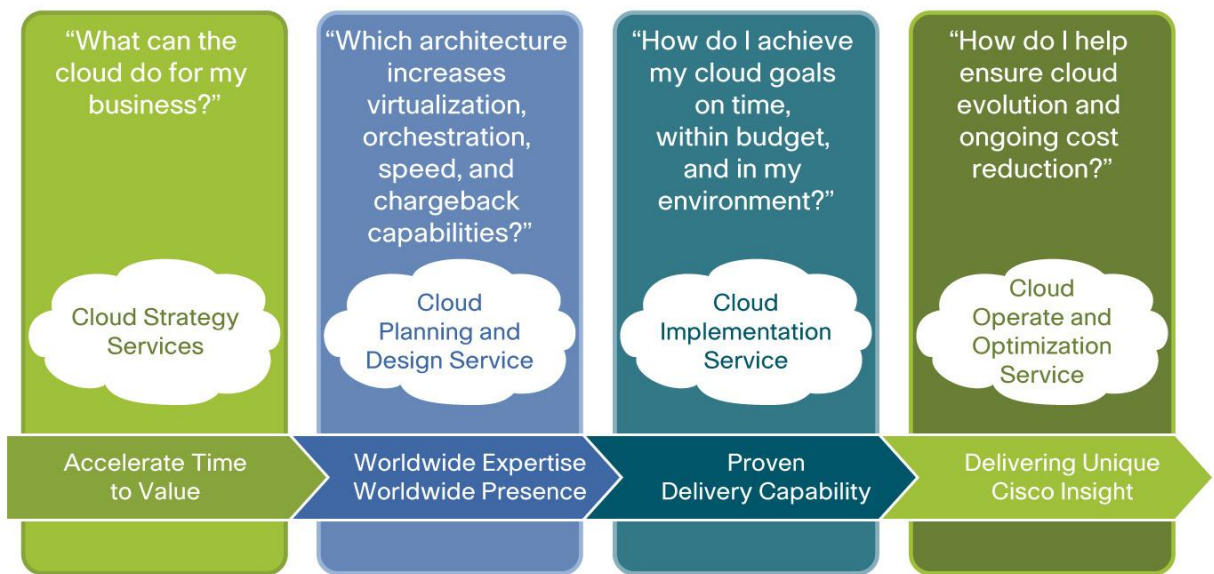 “What can the
cloud do for my
business?”
“Which architecture
increases
virtualization,
orchestration,
speed, and
chargeback
capabilities?”
“How do I achieve
my cloud goals
on time,
within budget,
and in my
environment?”
“How do I help
ensure cloud
evolution and
ongoing cost
reduction?”
Cloud Strategy
Services
Cloud
Planning and
Design Service
Cloud
Implementation
Service
Cloud
Operate and
Optimization
Service
Accelerate Time
to Value
Worldwide Expertise
Worldwide Presence
Proven
Delivery Capability
Delivering Unique
Cisco Insight